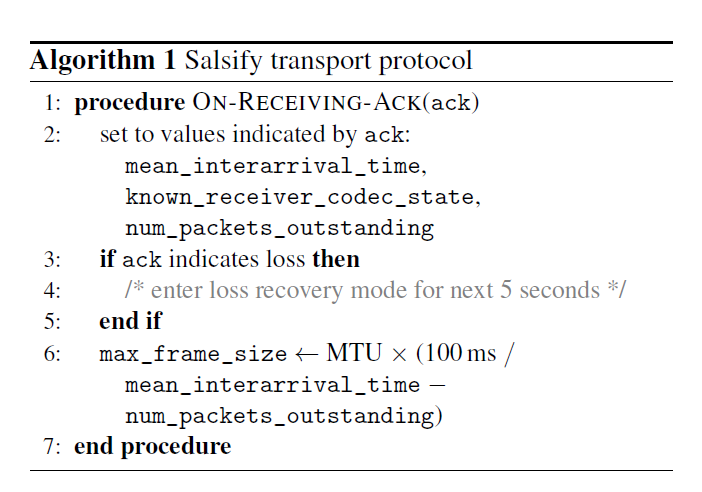 Algorithm 1 Salsify transport protocol
1: procedure ON-RECEIVING-ACK(ack)
2: set to values indicated by ack:
mean_interarrival_time,
known_receiver_codec_state,
num_packets_outstanding
3: if ack indicates loss then
4: /* enter loss recovery mode for next 5 seconds */
5: end if
6: max_frame_size ← MTU × (100 ms /
mean_interarrival_time −
num_packets_outstanding)
7: end procedure